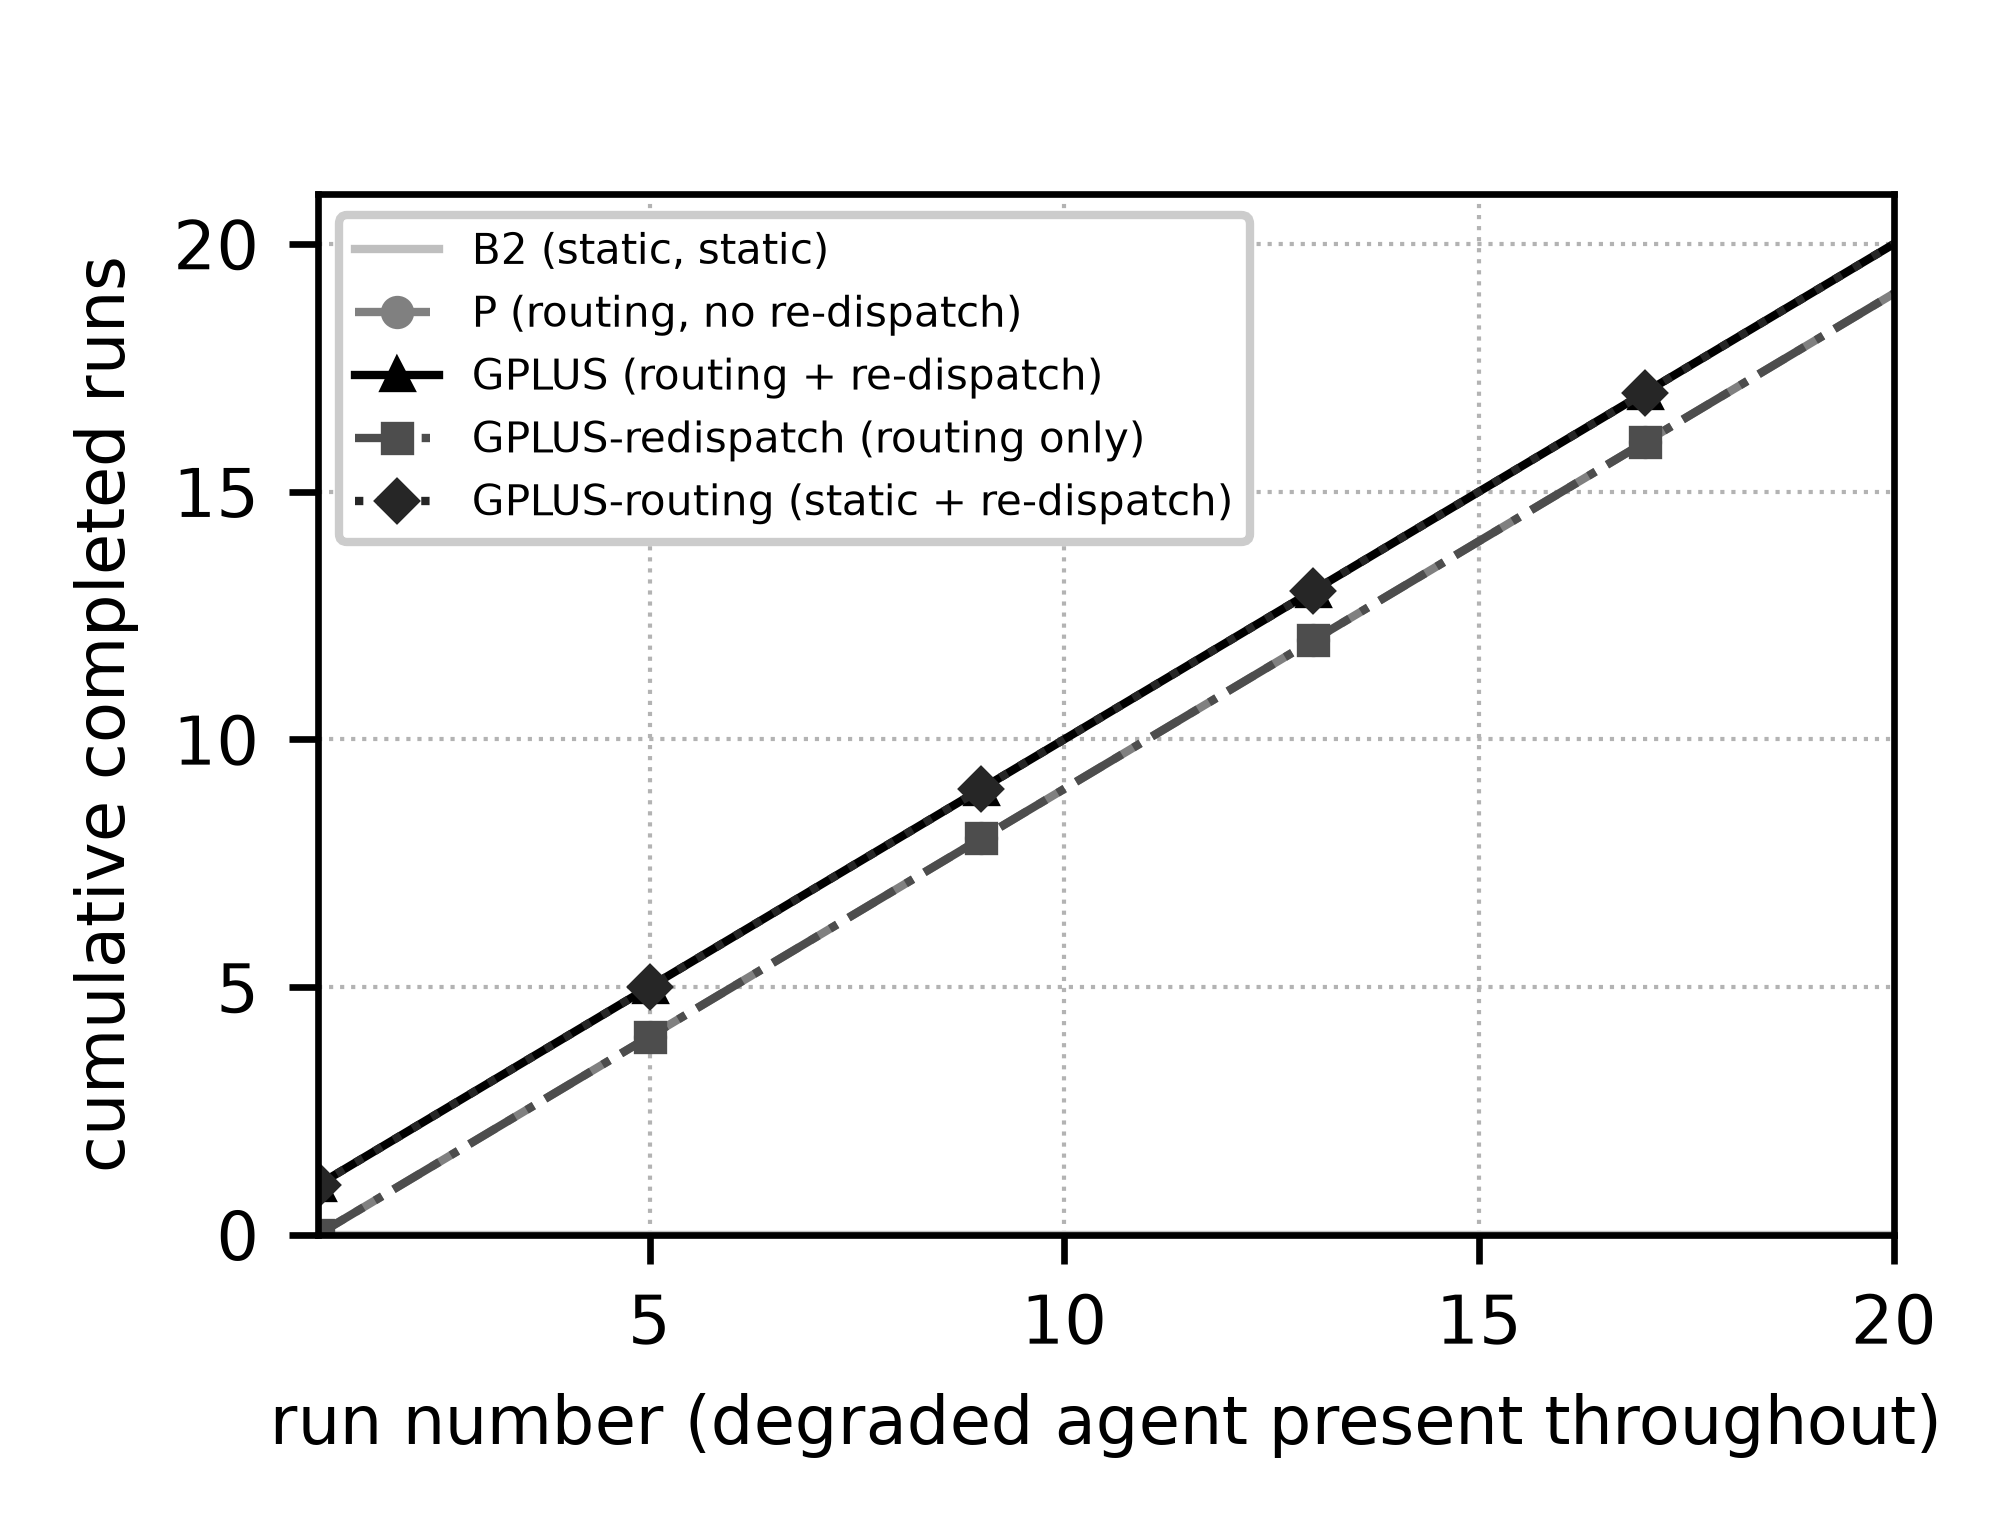 20
15
10
5
0
cumulative completed runs
B2 (static, static)
P (routing, no re-dispatch)
GPLUS (routing + re-dispatch)
GPLUS-redispatch (routing only)
GPLUS-routing (static + re-dispatch)
5 10 15 20
run number (degraded agent present throughout)